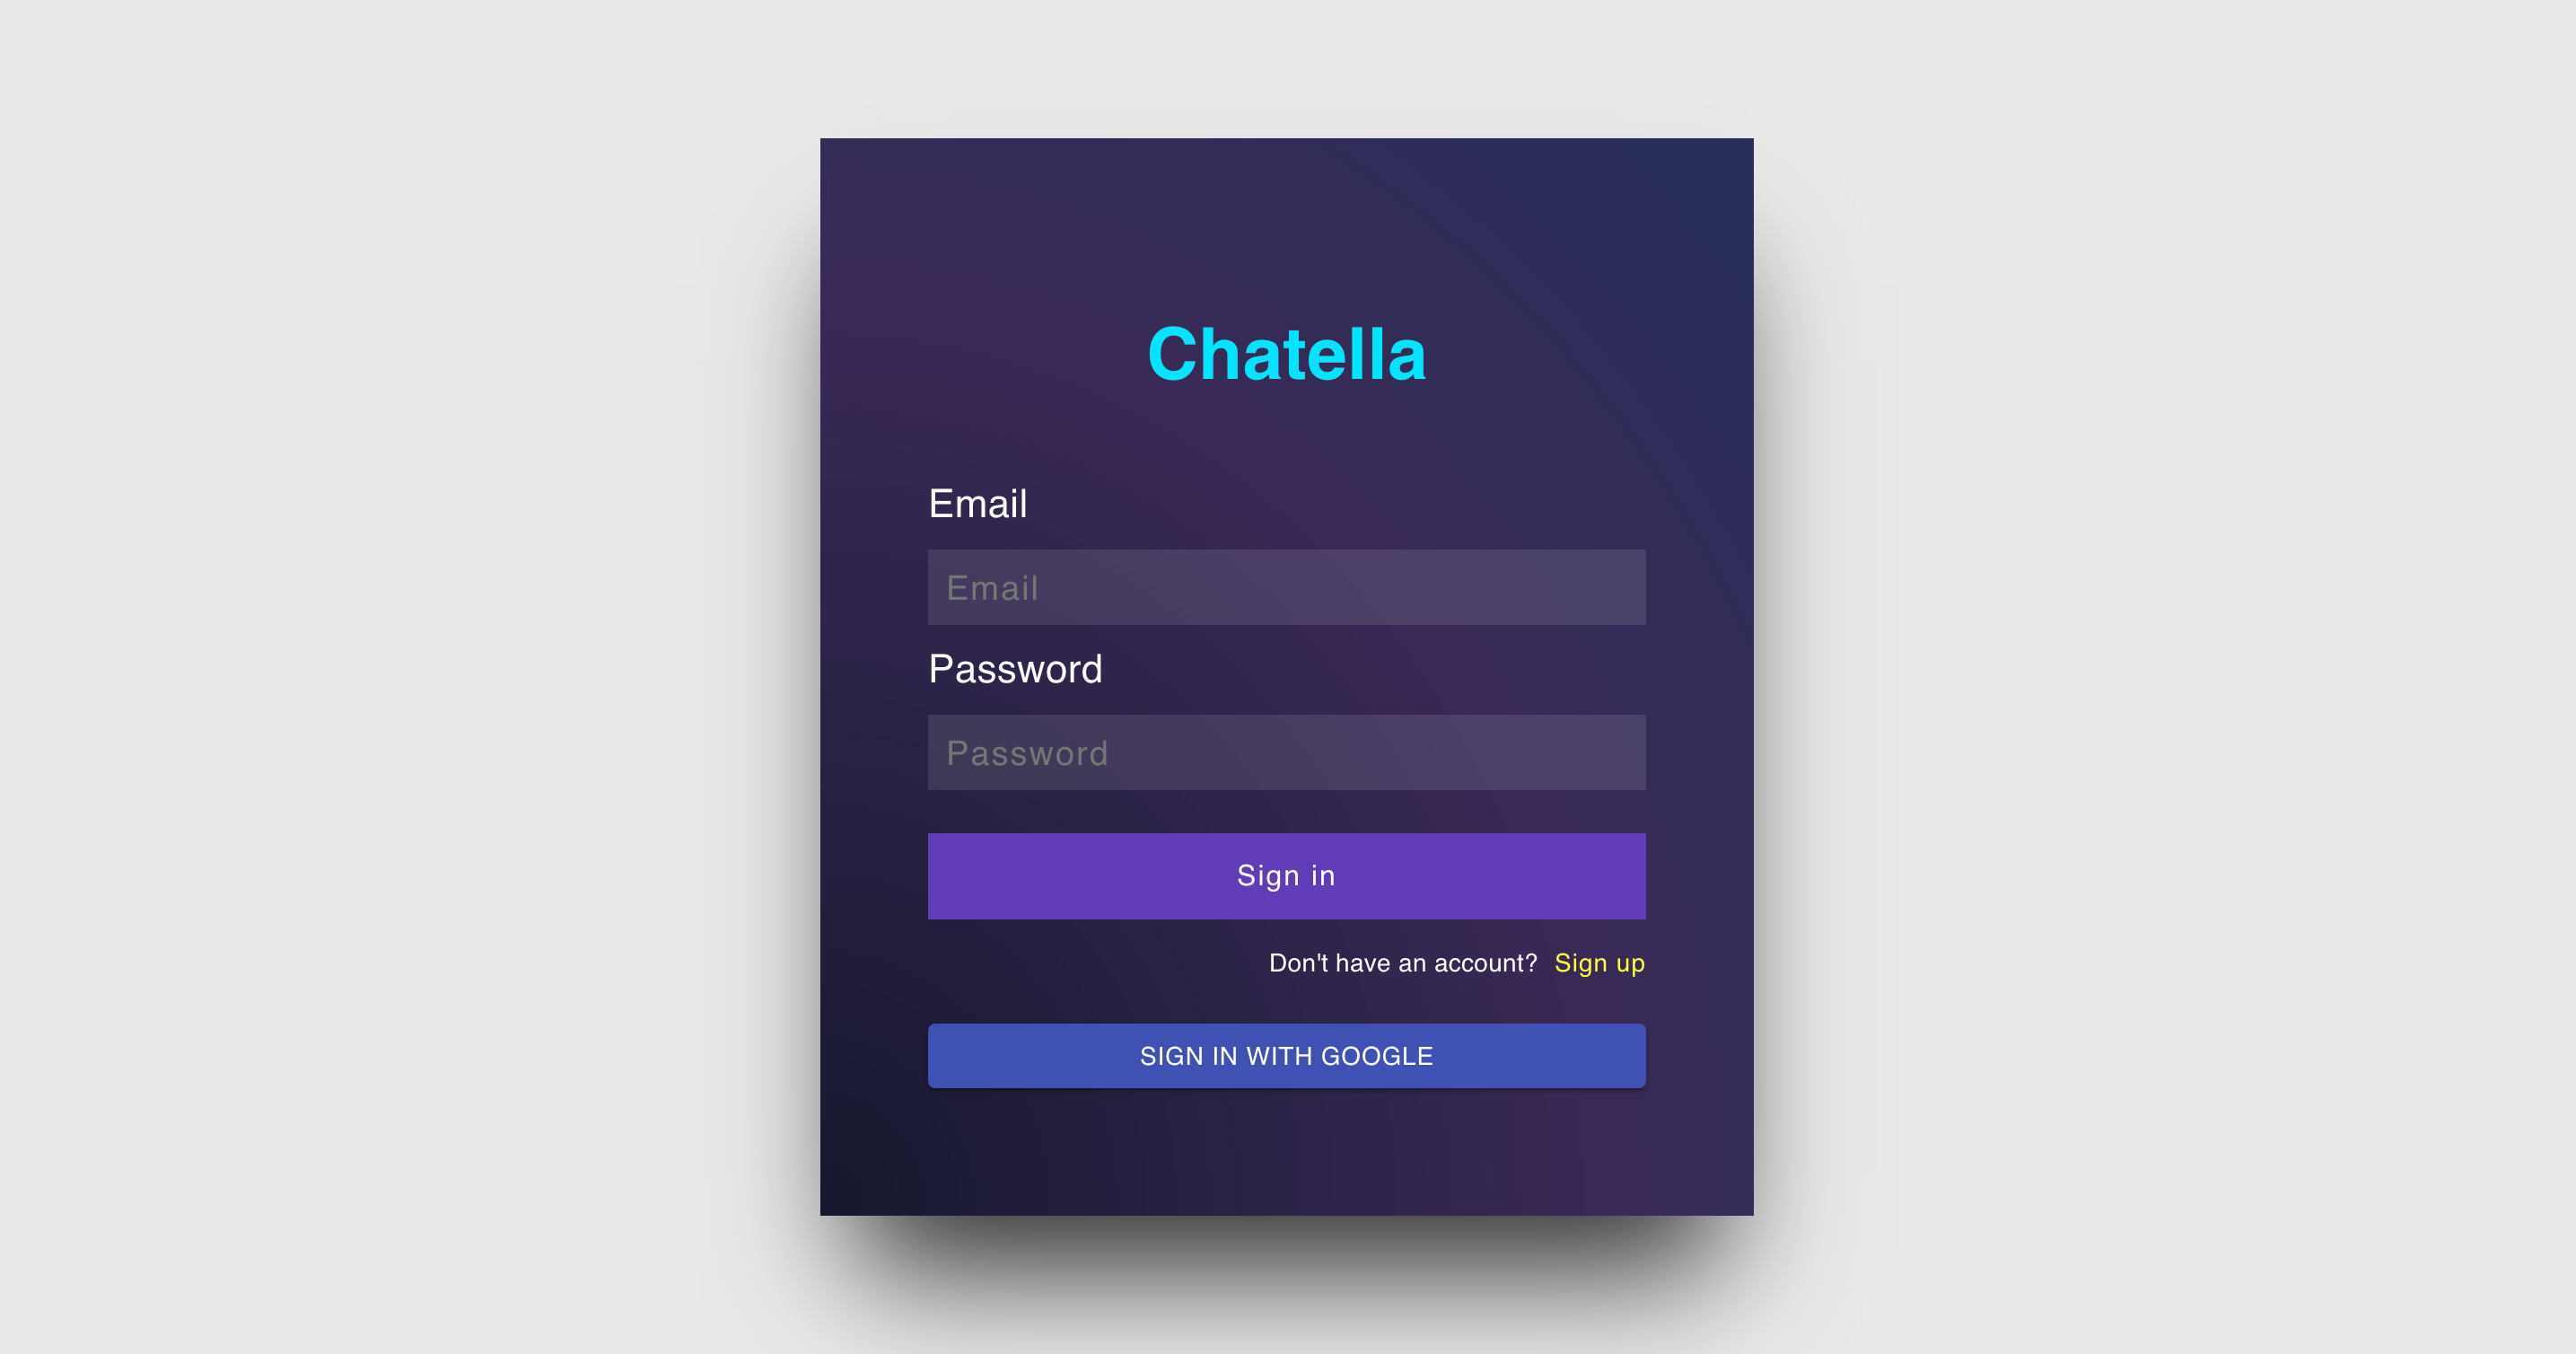 Chatella
Email
Email
Password
Password
Sign in
Don't have an account? Sign up
SIGN IN WITH GOOGLE